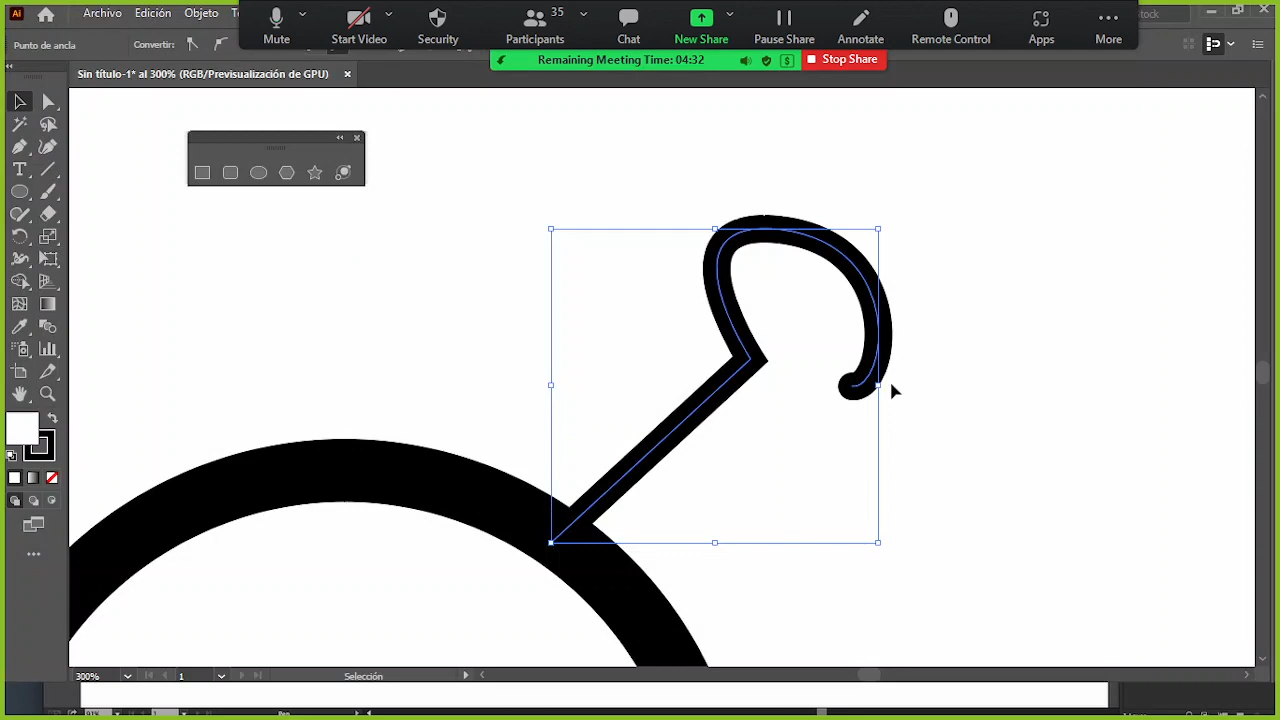 Ai
Archivo Edición Objeto
Mute
Start Video
Security
35
Participants
Chat
New Share
Pause Share
Annotate
Remote Control
Apps
More
Stock
Punto de ancla
Convertir:
Remaining Meeting Time: 04:32
Stop Share
Sin título-1* al 300% (RGB/Previsualización de GPU)
300%
1
Selección
Pen